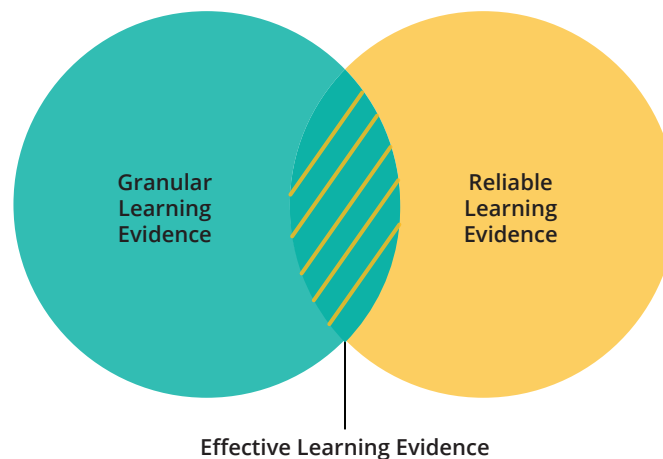 Granular
Learning
Evidence
Reliable
Learning
Evidence
Effective Learning Evidence